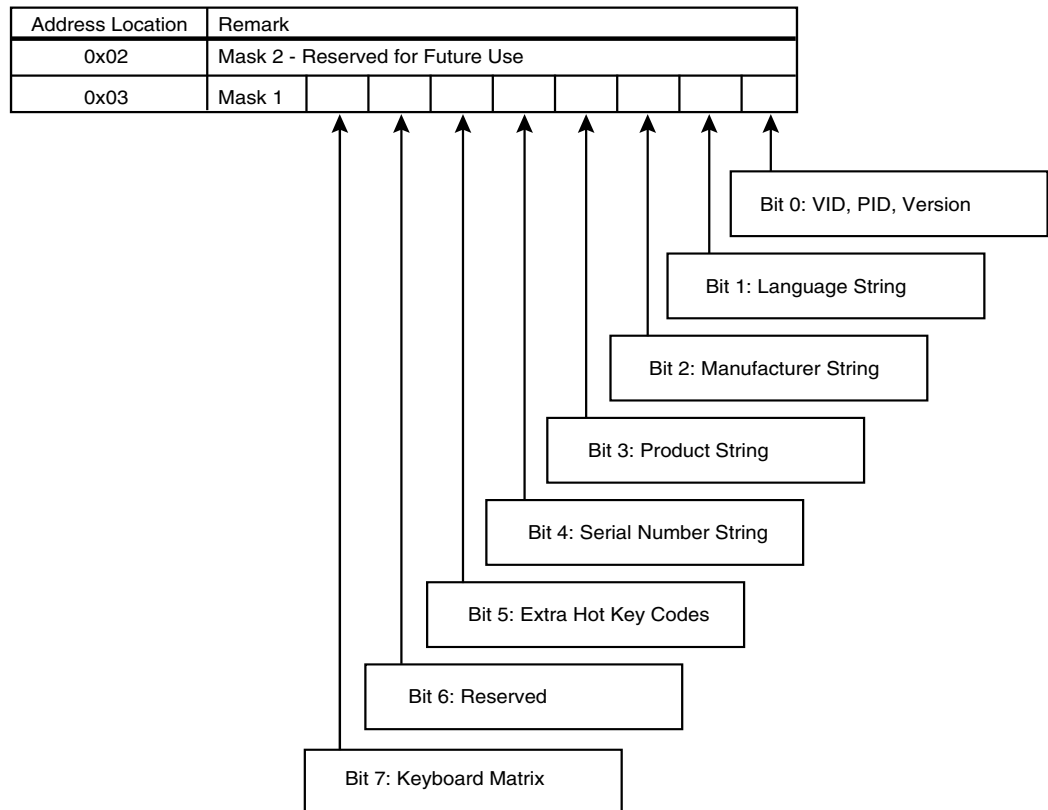 Address Location Remark
0x02 Mask 2 - Reserved for Future Use
0x03 Mask 1
Bit 0: VID, PID, Version
Bit 1: Language String
Bit 2: Manufacturer String
Bit 3: Product String
Bit 4: Serial Number String
Bit 5: Extra Hot Key Codes
Bit 6: Reserved
Bit 7: Keyboard Matrix